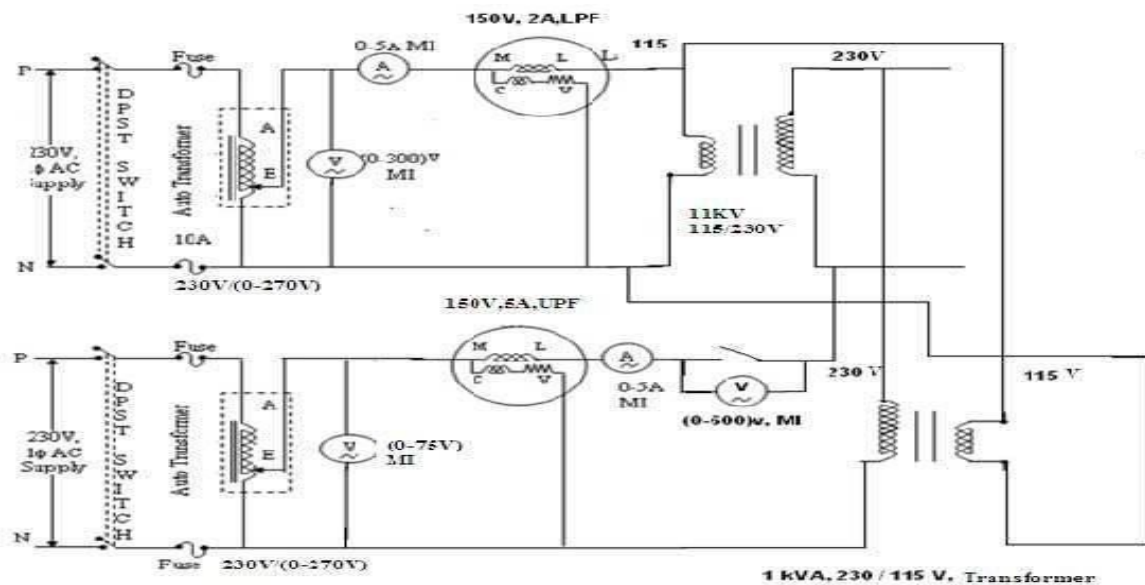 150V, 2A,LPF
0-5A MI
Fuse
A
M L
L
115
230V
P
C V
DPST SWITCH
Auto Transformer
A
E
V
(0-300)V
MI
230V,
1ϕ AC
Supply
11KV
115/230V
10A
N
230V/(0-270V)
150V,5A,UPF
Fuse
P
M L
A
C V
0-5A
MI
V
230 V
115 V
(0-600)v, MI
DPST SWITCH
Auto Transformer
A
E
V
(0-75V)
MI
230V,
1ϕ AC
Supply
N
Fuse
230V/(0-270V)
1 kVA, 230 / 115 V, Transformer